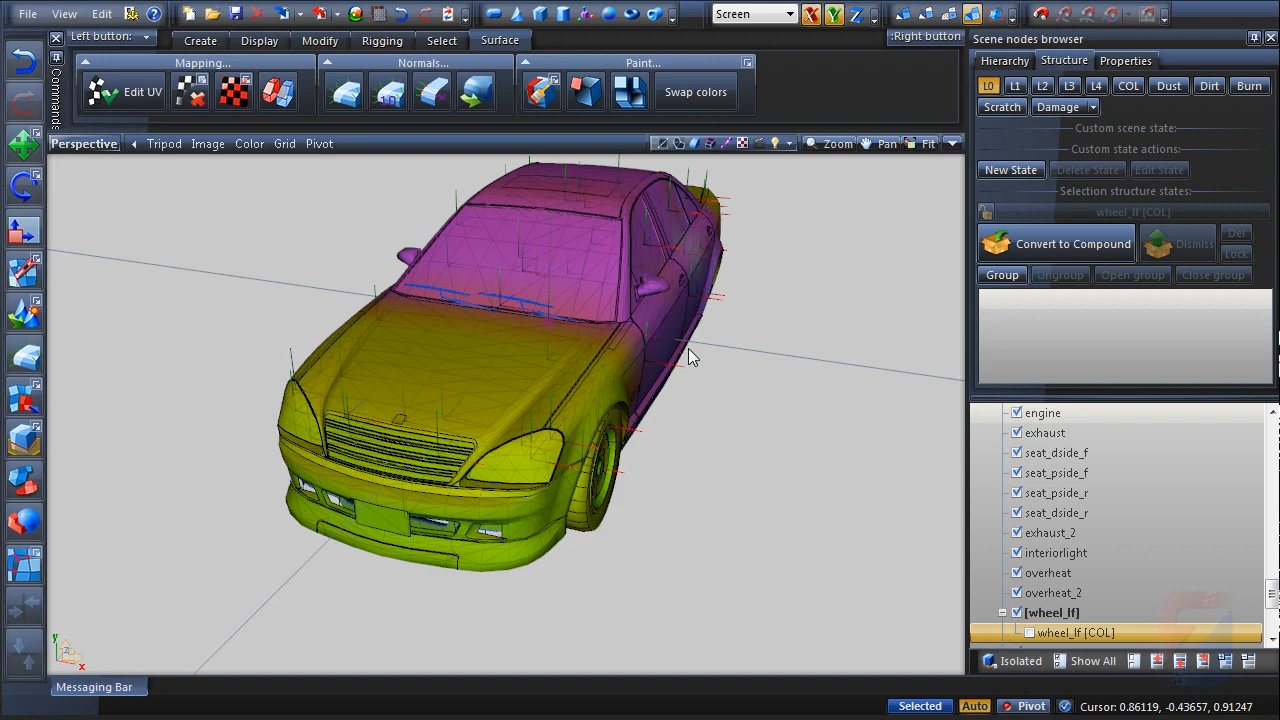 File View Edit Screen
Left button: Create Display Modify Rigging Select Surface :Right button
Commands
Mapping... Normals... Paint...
Edit UV Swap colors
Perspective Tripod Image Color Grid Pivot Zoom Pan Fit
Scene nodes browser
Hierarchy Structure Properties
L0 L1 L2 L3 L4 COL Dust Dirt Burn
Scratch Damage
Custom scene state:
Custom state actions:
New State Delete State Edit State
Selection structure states:
wheel_lf [COL]
Convert to Compound Dismiss Del
Lock
Group Ungroup Open group Close group
engine
exhaust
seat_dside_f
seat_pside_f
seat_pside_r
seat_dside_r
exhaust_2
interiorlight
overheat
overheat_2
[wheel_lf]
wheel_lf [COL]
Isolated Show All
y
z
x
Messaging Bar
Selected Auto Pivot Cursor: 0.86119, -0.43657, 0.91247